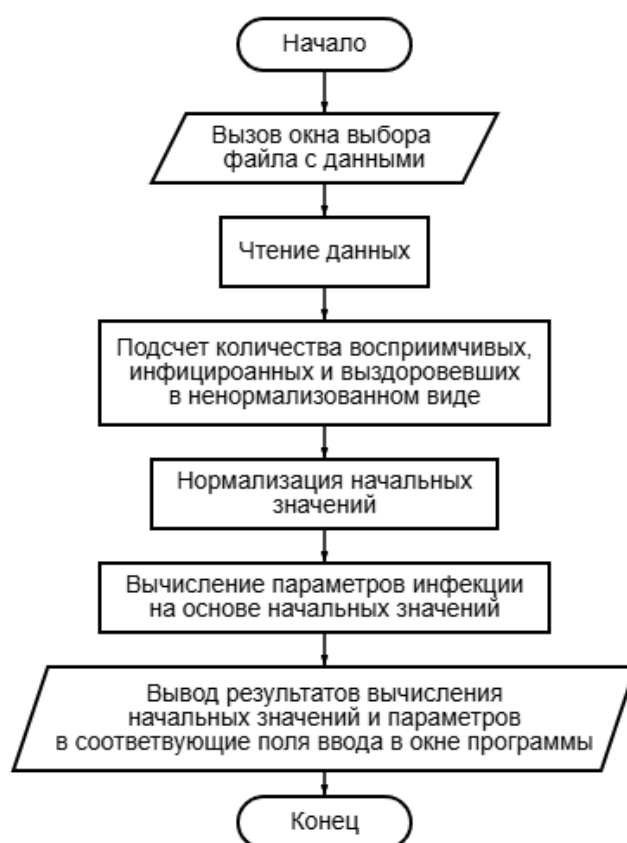 Начало
Вызов окна выбора
файла с данными
Чтение данных
Подсчет количества восприимчивых,
инфицироанных и выздоровевших
в ненормализованном виде
Нормализация начальных
значений
Вычисление параметров инфекции
на основе начальных значений
Вывод результатов вычисления
начальных значений и параметров
в соответвующие поля ввода в окне программы
Конец